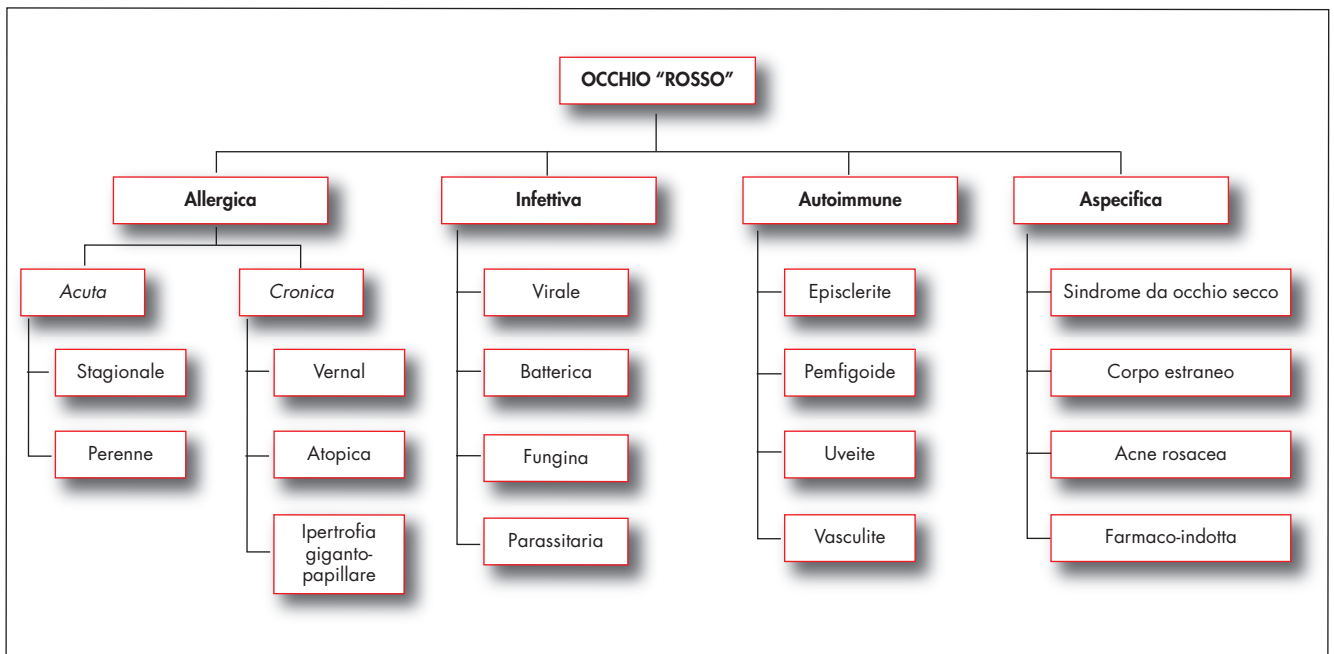 OCCHIO “ROSSO”
Allergica
Infettiva
Autoimmune
Aspecifica
Acuta
Cronica
Stagionale
Perenne
Vernal
Atopica
Ipertrofia
giganto-
papillare
Virale
Batterica
Fungina
Parassitaria
Episclerite
Pemfigoide
Uveite
Vasculite
Sindrome da occhio secco
Corpo estraneo
Acne rosacea
Farmaco-indotta